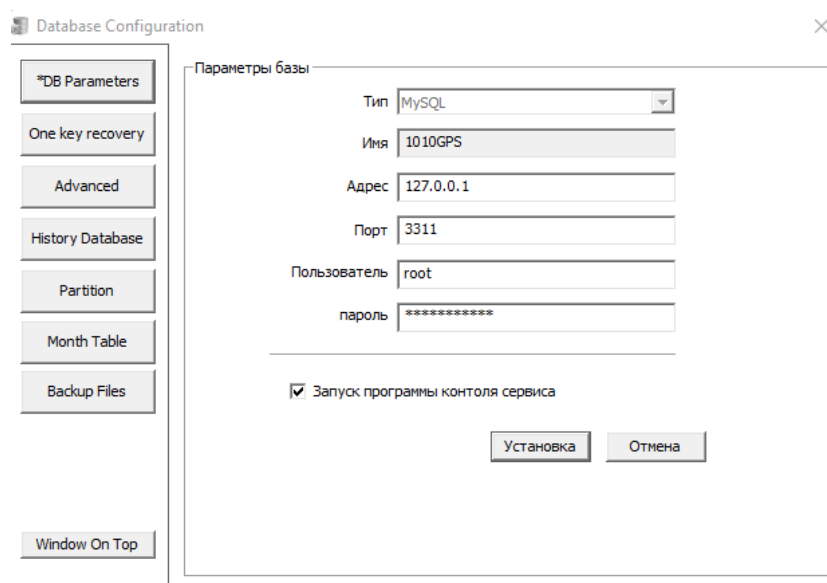 Database Configuration
*DB Parameters
One key recovery
Advanced
History Database
Partition
Month Table
Backup Files
Window On Top
Параметры базы
Тип MySQL
Имя 1010GPS
Адрес 127.0.0.1
Порт 3311
Пользователь root
пароль ***********
Запуск программы контоля сервиса
Установка Отмена